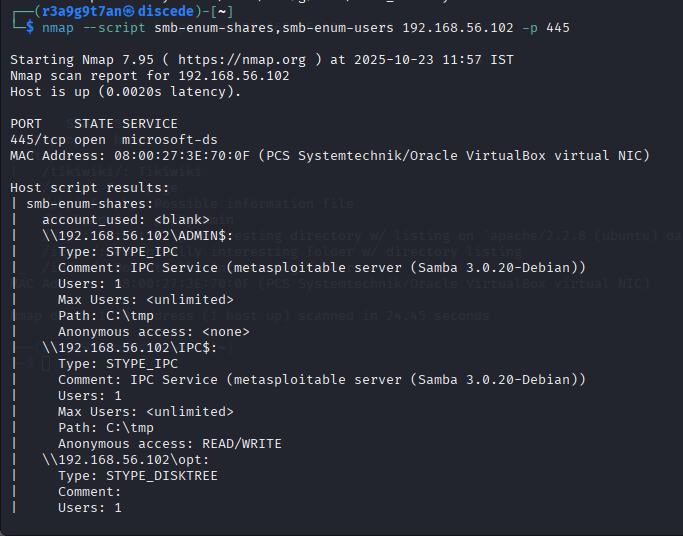 ┌──(r3a9g9t7an㉿discede)-[~]
└─$ nmap --script smb-enum-shares,smb-enum-users 192.168.56.102 -p 445
Starting Nmap 7.95 ( https://nmap.org ) at 2025-10-23 11:57 IST
Nmap scan report for 192.168.56.102
Host is up (0.0020s latency).
PORT    STATE SERVICE
445/tcp open  microsoft-ds
MAC Address: 08:00:27:3E:70:0F (PCS Systemtechnik/Oracle VirtualBox virtual NIC)
Host script results:
| smb-enum-shares:
|   account_used: <blank>
|   \\192.168.56.102\ADMIN$:
|     Type: STYPE_IPC
|     Comment: IPC Service (metasploitable server (Samba 3.0.20-Debian))
|     Users: 1
|     Max Users: <unlimited>
|     Path: C:\tmp
|     Anonymous access: <none>
|   \\192.168.56.102\IPC$:
|     Type: STYPE_IPC
|     Comment: IPC Service (metasploitable server (Samba 3.0.20-Debian))
|     Users: 1
|     Max Users: <unlimited>
|     Path: C:\tmp
|     Anonymous access: READ/WRITE
|   \\192.168.56.102\opt:
|     Type: STYPE_DISKTREE
|     Comment:
|     Users: 1